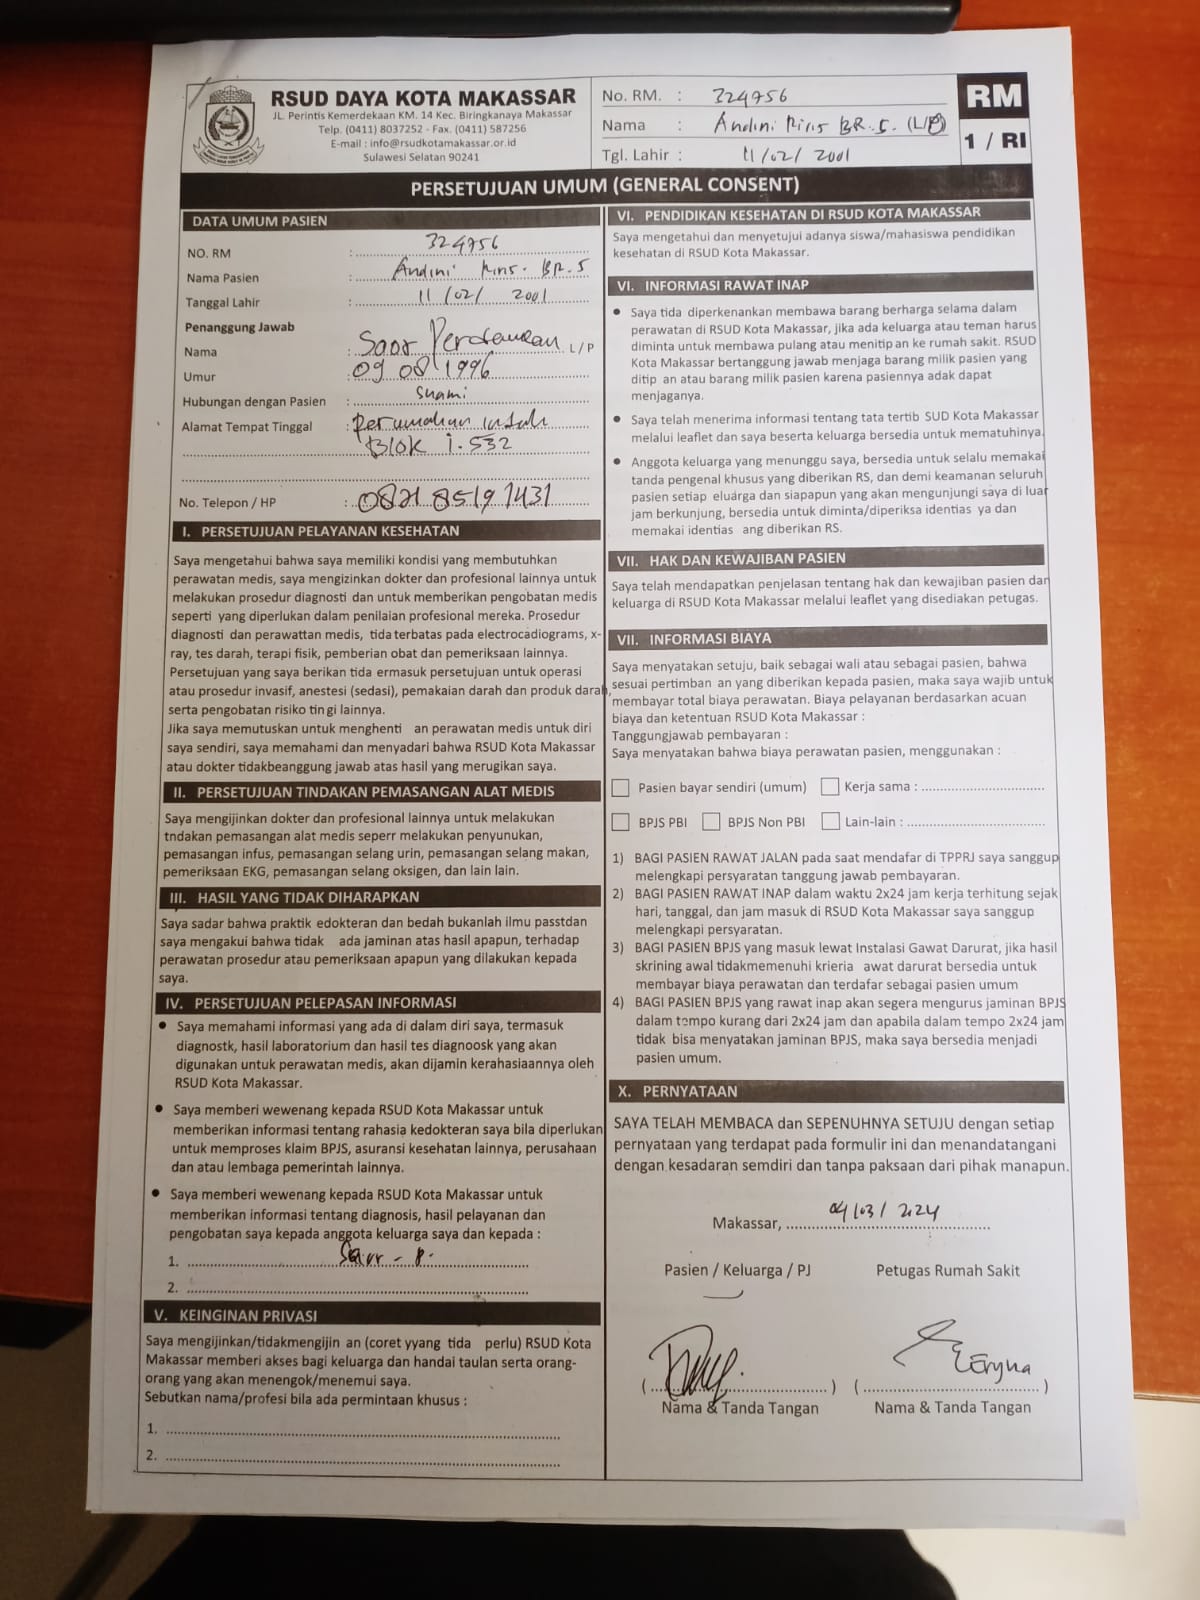 RSUD DAYA KOTA MAKASSAR
JL. Perintis Kemerdekaan KM. 14 Kec. Biringkanaya Makassar
Telp. (0411) 8037252 - Fax. (0411) 587256
E-mail : info@rsudkotamakassar.or.id
Sulawesi Selatan 90241
No. RM. : 324756
Nama : Andini BR. S. (L/P)
Tgl. Lahir : 11/02/2001
RM
1 / RI
PERSETUJUAN UMUM (GENERAL CONSENT)
DATA UMUM PASIEN
NO. RM : 324756
Nama Pasien : Andini BR. S
Tanggal Lahir : 11/02/ 2001
Penanggung Jawab
Nama : L/P
Umur : 09 08 1996
Hubungan dengan Pasien : Suami
Alamat Tempat Tinggal : Perumahan
Blok i. 532
No. Telepon / HP : 0821 8519 1431
I. PERSETUJUAN PELAYANAN KESEHATAN
Saya mengetahui bahwa saya memiliki kondisi yang membutuhkan
perawatan medis, saya mengizinkan dokter dan profesional lainnya untuk
melakukan prosedur diagnosti dan untuk memberikan pengobatan medis
seperti yang diperlukan dalam penilaian profesional mereka. Prosedur
diagnosti dan perawattan medis, tida terbatas pada electrocadiograms, x-
ray, tes darah, terapi fisik, pemberian obat dan pemeriksaan lainnya.
Persetujuan yang saya berikan tida ermasuk persetujuan untuk operasi
atau prosedur invasif, anestesi (sedasi), pemakaian darah dan produk darah,
serta pengobatan risiko tin gi lainnya.
Jika saya memutuskan untuk menghenti an perawatan medis untuk diri
saya sendiri, saya memahami dan menyadari bahwa RSUD Kota Makassar
atau dokter tidakbeanggung jawab atas hasil yang merugikan saya.
II. PERSETUJUAN TINDAKAN PEMASANGAN ALAT MEDIS
Saya mengijinkan dokter dan profesional lainnya untuk melakukan
tndakan pemasangan alat medis seperr melakukan penyunukan,
pemasangan infus, pemasangan selang urin, pemasangan selang makan,
pemeriksaan EKG, pemasangan selang oksigen, dan lain lain.
III. HASIL YANG TIDAK DIHARAPKAN
Saya sadar bahwa praktik edokteran dan bedah bukanlah ilmu passtdan
saya mengakui bahwa tidak ada jaminan atas hasil apapun, terhadap
perawatan prosedur atau pemeriksaan apapun yang dilakukan kepada
saya.
IV. PERSETUJUAN PELEPASAN INFORMASI
• Saya memahami informasi yang ada di dalam diri saya, termasuk
diagnostk, hasil laboratorium dan hasil tes diagnoosk yang akan
digunakan untuk perawatan medis, akan dijamin kerahasiaannya oleh
RSUD Kota Makassar.
• Saya memberi wewenang kepada RSUD Kota Makassar untuk
memberikan informasi tentang rahasia kedokteran saya bila diperlukan
untuk memproses klaim BPJS, asuransi kesehatan lainnya, perusahaan
dan atau lembaga pemerintah lainnya.
• Saya memberi wewenang kepada RSUD Kota Makassar untuk
memberikan informasi tentang diagnosis, hasil pelayanan dan
pengobatan saya kepada anggota keluarga saya dan kepada :
1.
2.
V. KEINGINAN PRIVASI
Saya mengijinkan/tidakmengijin an (coret yyang tida perlu) RSUD Kota
Makassar memberi akses bagi keluarga dan handai taulan serta orang-
orang yang akan menengok/menemui saya.
Sebutkan nama/profesi bila ada permintaan khusus :
1.
2.
VI. PENDIDIKAN KESEHATAN DI RSUD KOTA MAKASSAR
Saya mengetahui dan menyetujui adanya siswa/mahasiswa pendidikan
kesehatan di RSUD Kota Makassar.
VI. INFORMASI RAWAT INAP
• Saya tida diperkenankan membawa barang berharga selama dalam
perawatan di RSUD Kota Makassar, jika ada keluarga atau teman harus
diminta untuk membawa pulang atau menitip an ke rumah sakit. RSUD
Kota Makassar bertanggung jawab menjaga barang milik pasien yang
ditip an atau barang milik pasien karena pasiennya adak dapat
menjaganya.
• Saya telah menerima informasi tentang tata tertib SUD Kota Makassar
melalui leaflet dan saya beserta keluarga bersedia untuk mematuhinya.
• Anggota keluarga yang menunggu saya, bersedia untuk selalu memakai
tanda pengenal khusus yang diberikan RS, dan demi keamanan seluruh
pasien setiap eluárga dan siapapun yang akan mengunjungi saya di luar
jam berkunjung, bersedia untuk diminta/diperiksa identias ya dan
memakai identias ang diberikan RS.
VII. HAK DAN KEWAJIBAN PASIEN
Saya telah mendapatkan penjelasan tentang hak dan kewajiban pasien dar
keluarga di RSUD Kota Makassar melalui leaflet yang disediakan petugas.
VII. INFORMASI BIAYA
Saya menyatakan setuju, baik sebagai wali atau sebagai pasien, bahwa
sesuai pertimban an yang diberikan kepada pasien, maka saya wajib untuk
membayar total biaya perawatan. Biaya pelayanan berdasarkan acuan
biaya dan ketentuan RSUD Kota Makassar :
Tanggungjawab pembayaran :
Saya menyatakan bahwa biaya perawatan pasien, menggunakan :
Pasien bayar sendiri (umum) Kerja sama :
BPJS PBI BPJS Non PBI Lain-lain :
1) BAGI PASIEN RAWAT JALAN pada saat mendafar di TPPRJ saya sanggup
melengkapi persyaratan tanggung jawab pembayaran.
2) BAGI PASIEN RAWAT INAP dalam waktu 2x24 jam kerja terhitung sejak
hari, tanggal, dan jam masuk di RSUD Kota Makassar saya sanggup
melengkapi persyaratan.
3) BAGI PASIEN BPJS yang masuk lewat Instalasi Gawat Darurat, jika hasil
skrining awal tidakmemenuhi krieria awat darurat bersedia untuk
membayar biaya perawatan dan terdafar sebagai pasien umum
4) BAGI PASIEN BPJS yang rawat inap akan segera mengurus jaminan BPJS
dalam tempo kurang dari 2x24 jam dan apabila dalam tempo 2x24 jam
tidak bisa menyatakan jaminan BPJS, maka saya bersedia menjadi
pasien umum.
X. PERNYATAAN
SAYA TELAH MEMBACA dan SEPENUHNYA SETUJU dengan setiap
pernyataan yang terdapat pada formulir ini dan menandatangani
dengan kesadaran semdiri dan tanpa paksaan dari pihak manapun.
Makassar, 04/03/2024
Pasien / Keluarga / PJ Petugas Rumah Sakit
Nama & Tanda Tangan Nama & Tanda Tangan